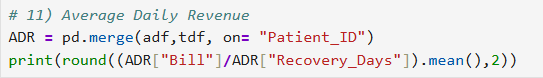 # 11) Average Daily Revenue
ADR = pd.merge(adf,tdf, on= "Patient_ID")
print(round((ADR["Bill"]/ADR["Recovery_Days"]).mean(),2))